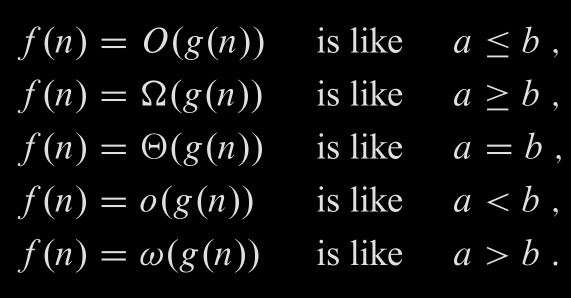 f(n) = O(g(n)) is like a ≤ b ,
f(n) = Ω(g(n)) is like a ≥ b ,
f(n) = Θ(g(n)) is like a = b ,
f(n) = o(g(n)) is like a < b ,
f(n) = ω(g(n)) is like a > b .